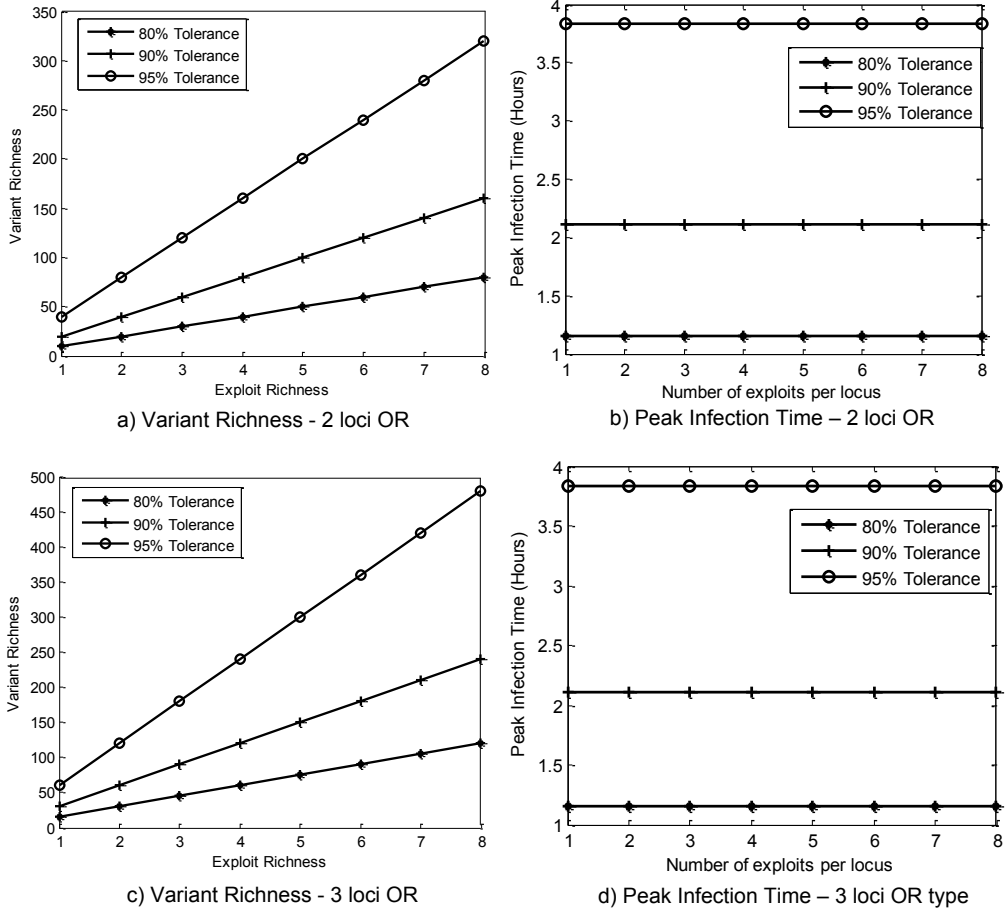 350
300
250
200
150
100
50
0
Variant Richness
80% Tolerance
90% Tolerance
95% Tolerance
1 2 3 4 5 6 7 8
Exploit Richness
a) Variant Richness - 2 loci OR
4
3.5
3
2.5
2
1.5
1
Peak Infection Time (Hours)
80% Tolerance
90% Tolerance
95% Tolerance
1 2 3 4 5 6 7 8
Number of exploits per locus
b) Peak Infection Time – 2 loci OR
500
450
400
350
300
250
200
150
100
50
0
Variant Richness
80% Tolerance
90% Tolerance
95% Tolerance
1 2 3 4 5 6 7 8
Exploit Richness
c) Variant Richness - 3 loci OR
4
3.5
3
2.5
2
1.5
1
Peak Infection Time (Hours)
80% Tolerance
90% Tolerance
95% Tolerance
1 2 3 4 5 6 7 8
Number of exploits per locus
d) Peak Infection Time – 3 loci OR type